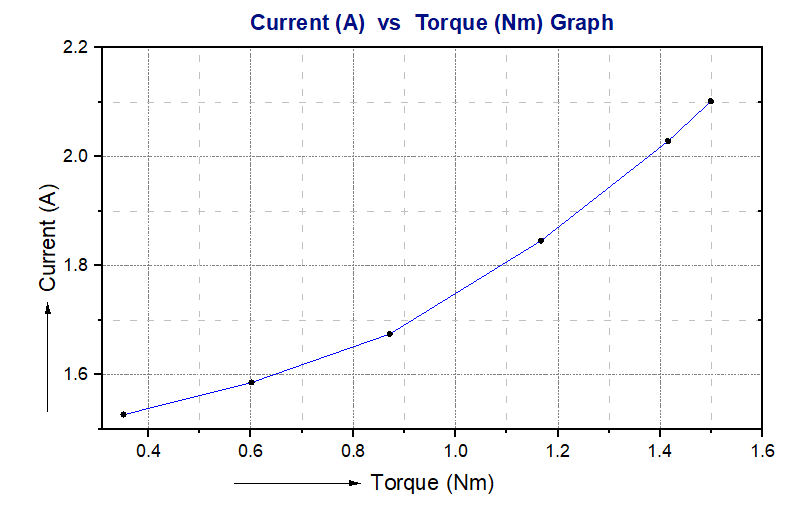 Current (A)  vs  Torque (Nm) Graph
2.2
2.0
1.8
1.6
Current (A)
0.4 0.6 0.8 1.0 1.2 1.4 1.6
Torque (Nm)